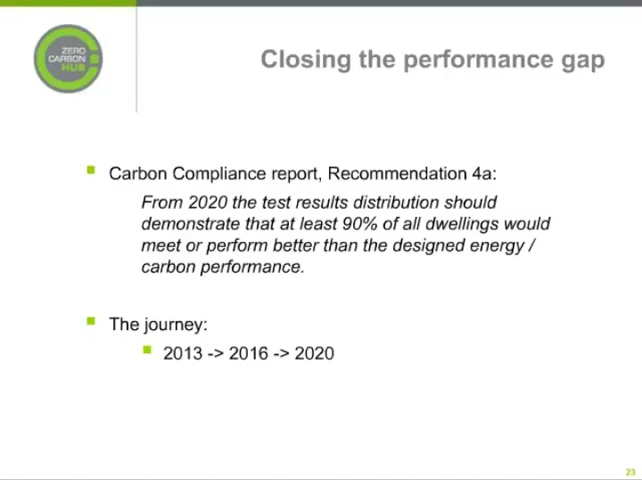 ZERO
CARBON
HUB
Closing the performance gap
Carbon Compliance report, Recommendation 4a:
From 2020 the test results distribution should
demonstrate that at least 90% of all dwellings would
meet or perform better than the designed energy /
carbon performance.
The journey:
2013 -> 2016 -> 2020
23